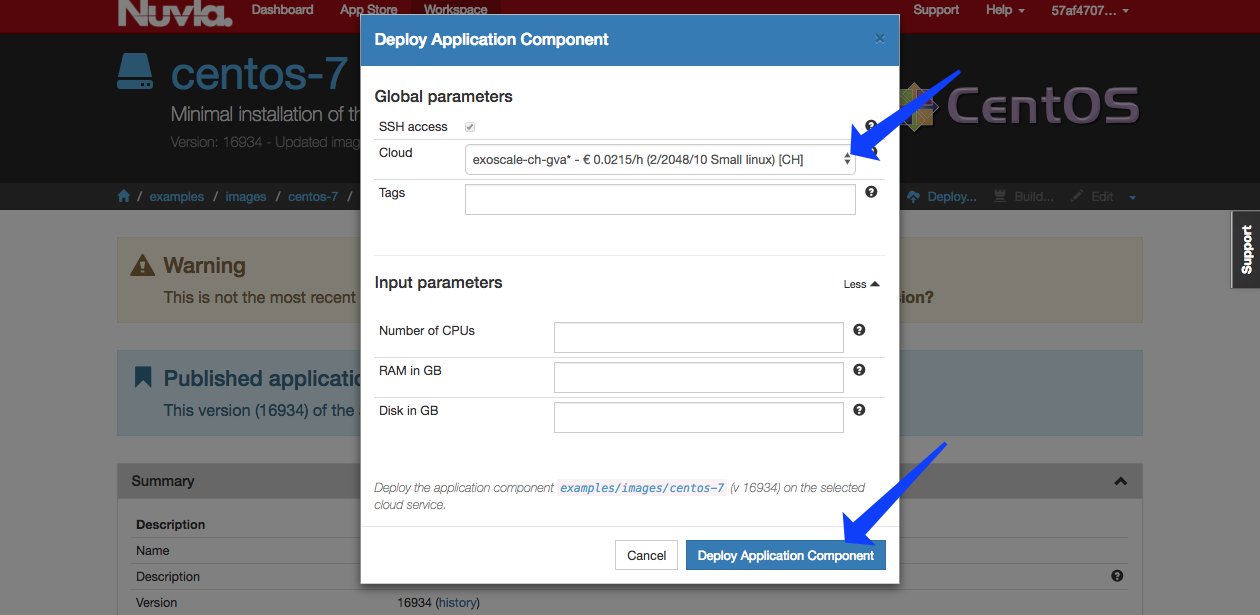 Nuvla.
Dashboard
App Store
Workspace
Support
Help
57af4707...
Deploy Application Component
×
centos-7
Minimal installation of th
Version: 16934 - Updated imag
CentOS
Global parameters
SSH access
Cloud
exoscale-ch-gva* - € 0.0215/h (2/2048/10 Small linux) [CH]
Tags
/ examples / images / centos-7 /
Deploy...
Build...
Edit
Support
Warning
This is not the most recent
ion?
Input parameters
Less
Number of CPUs
RAM in GB
Disk in GB
Published applicatio
This version (16934) of the
Summary
Deploy the application component examples/images/centos-7 (v 16934) on the selected
cloud service.
Cancel
Deploy Application Component
Description
Name
Description
Version
16934 (history)